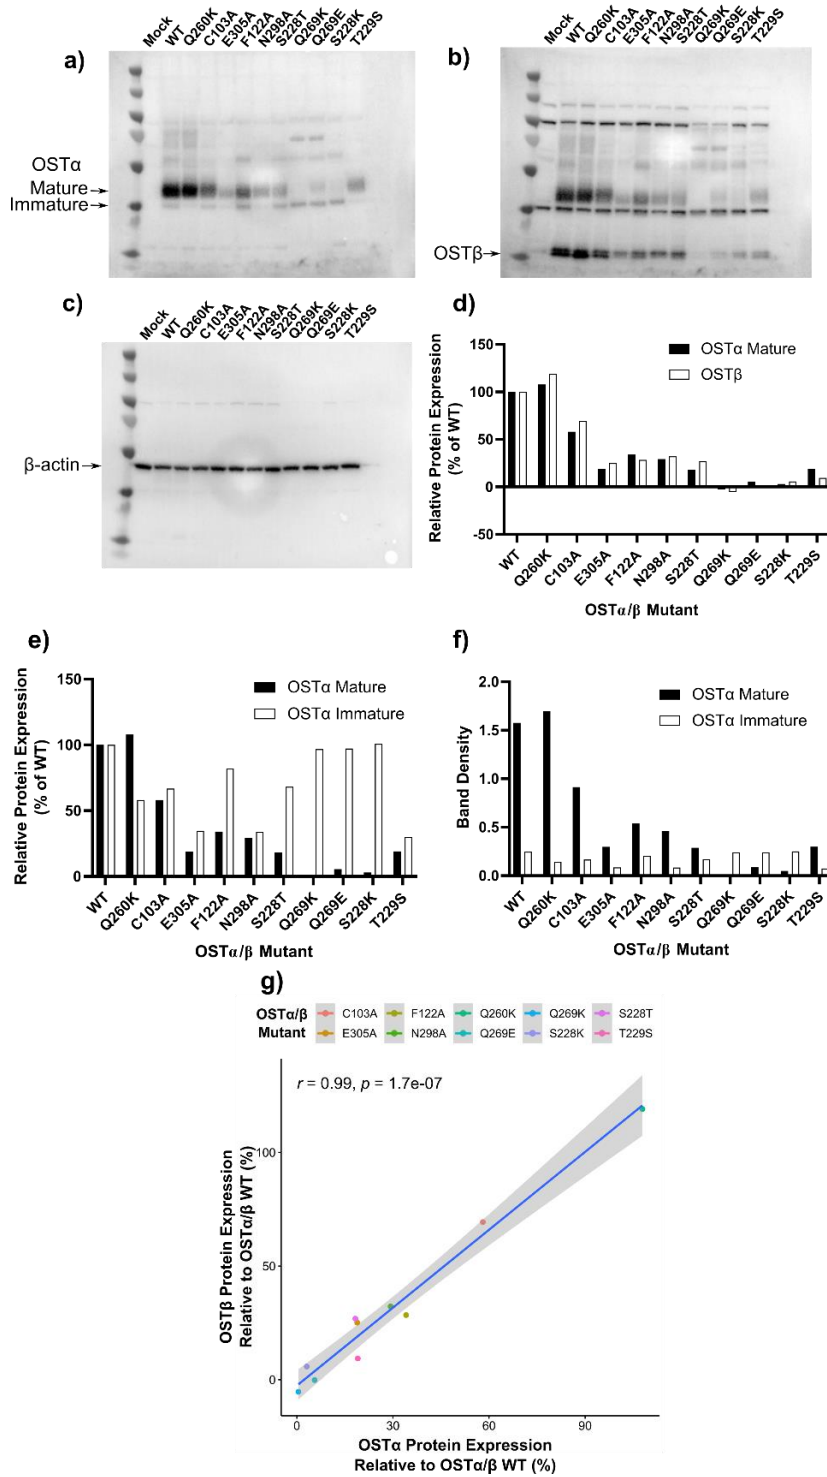 a)
Mock WT Q260K C103A E305A F122A N298A S228T Q269K Q269E S228K T229S
OSTα
Mature
Immature
b)
Mock WT Q260K C103A E305A F122A N298A S228T Q269K Q269E S228K T229S
OSTβ
c)
Mock WT Q260K C103A E305A F122A N298A S228T Q269K Q269E S228K T229S
β-actin
d)
Relative Protein Expression
(% of WT)
150
100
50
0
-50
OSTα Mature
OSTβ
WT Q260K C103A E305A F122A N298A S228T Q269K Q269E S228K T229S
OSTα/β Mutant
e)
Relative Protein Expression
(% of WT)
150
100
50
0
OSTα Mature
OSTα Immature
WT Q260K C103A E305A F122A N298A S228T Q269K Q269E S228K T229S
OSTα/β Mutant
f)
Band Density
2.0
1.5
1.0
0.5
0.0
OSTα Mature
OSTα Immature
WT Q260K C103A E305A F122A N298A S228T Q269K Q269E S228K T229S
OSTα/β Mutant
g)
OSTα/β
Mutant
C103A F122A Q260K Q269K S228T
E305A N298A Q269E S228K T229S
r = 0.99, p = 1.7e-07
OSTβ Protein Expression
Relative to OSTα/β WT (%)
100
50
0
0 30 60 90
OSTα Protein Expression
Relative to OSTα/β WT (%)